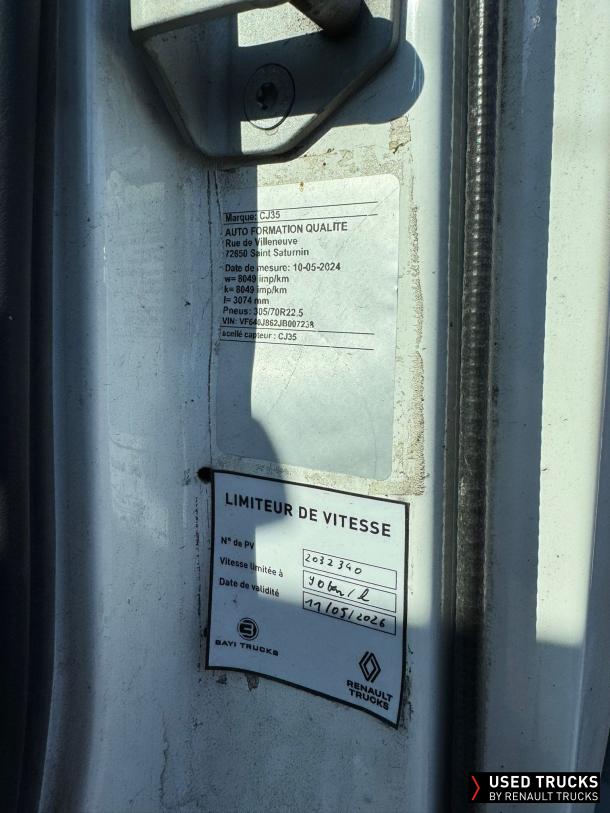 Marque: CJ35
AUTO FORMATION QUALITE
Rue de Villeneuve
72650 Saint Saturnin
Date de mesure: 10-05-2024
w= 8049 imp/km
k= 8049 imp/km
l= 3074 mm
Pneus: 305/70R22.5
VIN: VF640J862JB007238
scellé capteur : CJ35
LIMITEUR DE VITESSE
N° de PV 2032340
Vitesse limitée à 90 km/h
Date de validité 11/05/2026
BAYI TRUCKS
RENAULT
TRUCKS
USED TRUCKS
BY RENAULT TRUCKS